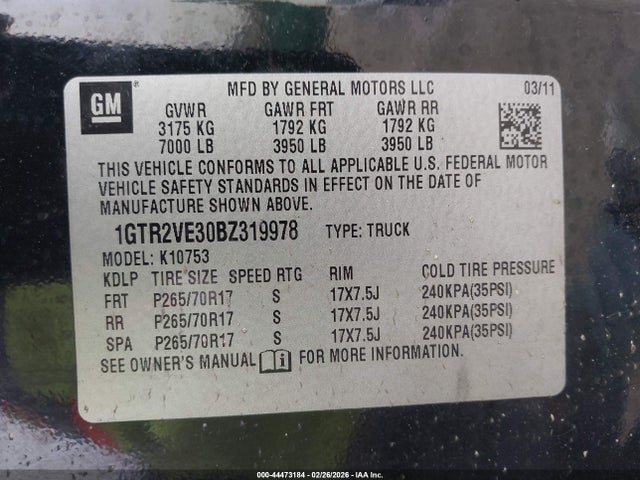 GM
MFD BY GENERAL MOTORS LLC 03/11
GVWR GAWR FRT GAWR RR
3175 KG 1792 KG 1792 KG
7000 LB 3950 LB 3950 LB
THIS VEHICLE CONFORMS TO ALL APPLICABLE U.S. FEDERAL MOTOR
VEHICLE SAFETY STANDARDS IN EFFECT ON THE DATE OF
MANUFACTURE SHOWN ABOVE.
1GTR2VE30BZ319978 TYPE: TRUCK
MODEL: K10753
KDLP TIRE SIZE SPEED RTG RIM COLD TIRE PRESSURE
FRT P265/70R17 S 17X7.5J 240KPA(35PSI)
RR P265/70R17 S 17X7.5J 240KPA(35PSI)
SPA P265/70R17 S 17X7.5J 240KPA(35PSI)
SEE OWNER'S MANUAL FOR MORE INFORMATION.
000-44473184 - 02/26/2026 - IAA Inc.